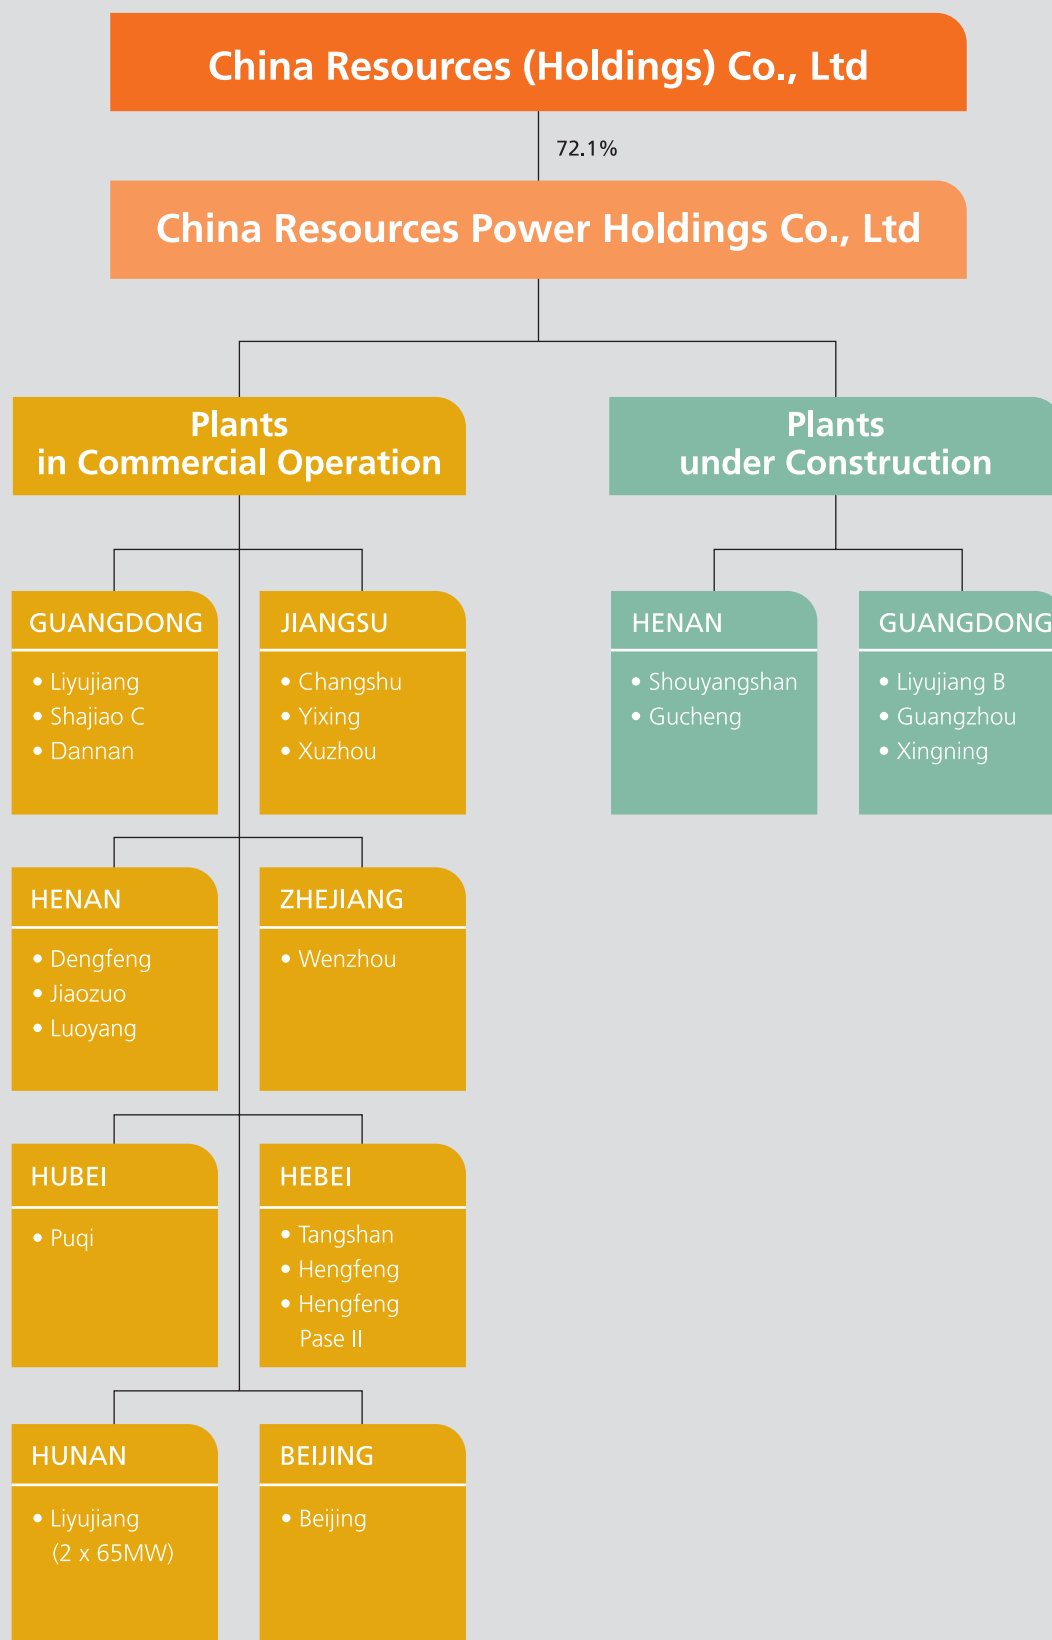 China Resources (Holdings) Co., Ltd
72.1%
China Resources Power Holdings Co., Ltd
Plants
in Commercial Operation
Plants
under Construction
GUANGDONG
• Liyujiang
• Shajiao C
• Dannan
JIANGSU
• Changshu
• Yixing
• Xuzhou
HENAN
• Shouyangshan
• Gucheng
GUANGDONG
• Liyujiang B
• Guangzhou
• Xingning
HENAN
• Dengfeng
• Jiaozuo
• Luoyang
ZHEJIANG
• Wenzhou
HUBEI
• Puqi
HEBEI
• Tangshan
• Hengfeng
• Hengfeng
Pase II
HUNAN
• Liyujiang
(2 x 65MW)
BEIJING
• Beijing